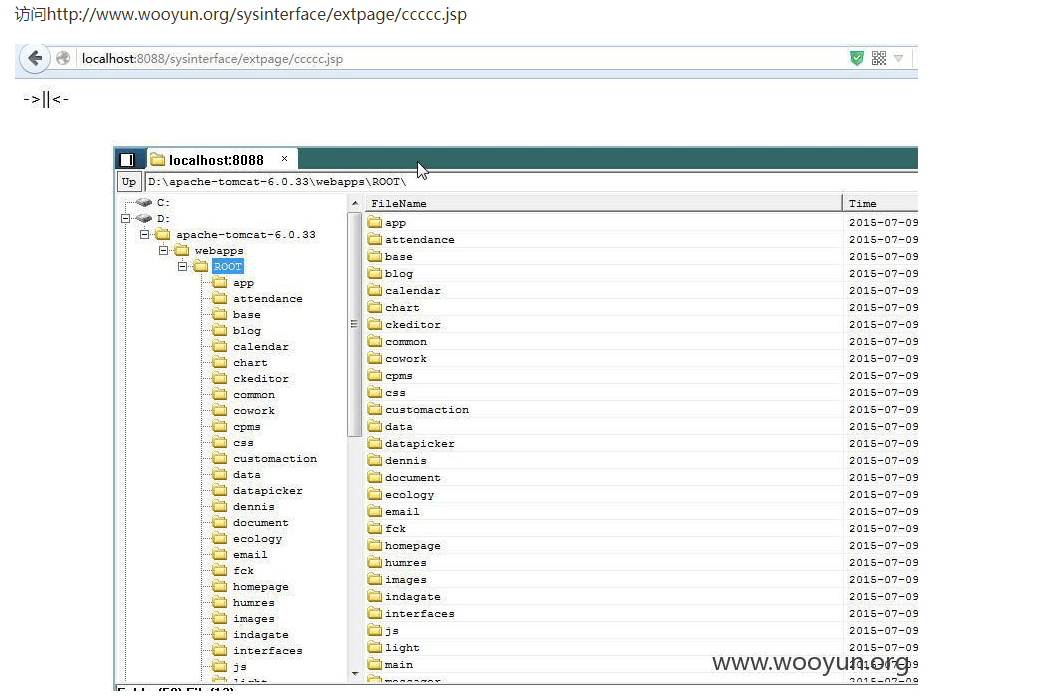 访问http://www.wooyun.org/sysinterface/extpage/ccccc.jsp
localhost:8088/sysinterface/extpage/ccccc.jsp
->||<-
localhost:8088 ×
Up D:\apache-tomcat-6.0.33\webapps\ROOT\
C:
D:
apache-tomcat-6.0.33
webapps
ROOT
app
attendance
base
blog
calendar
chart
ckeditor
common
cowork
cpms
css
customaction
data
datapicker
dennis
document
ecology
email
fck
homepage
humres
images
indagate
interfaces
js
light
FileName Time
app 2015-07-09
attendance 2015-07-09
base 2015-07-09
blog 2015-07-09
calendar 2015-07-09
chart 2015-07-09
ckeditor 2015-07-09
common 2015-07-09
cowork 2015-07-09
cpms 2015-07-09
css 2015-07-09
customaction 2015-07-09
data 2015-07-09
datapicker 2015-07-09
dennis 2015-07-09
document 2015-07-09
ecology 2015-07-09
email 2015-07-09
fck 2015-07-09
homepage 2015-07-09
humres 2015-07-09
images 2015-07-09
indagate 2015-07-09
interfaces 2015-07-09
js 2015-07-09
light 2015-07-09
main 2015-07-09
messager 2015-07-09
www.wooyun.org